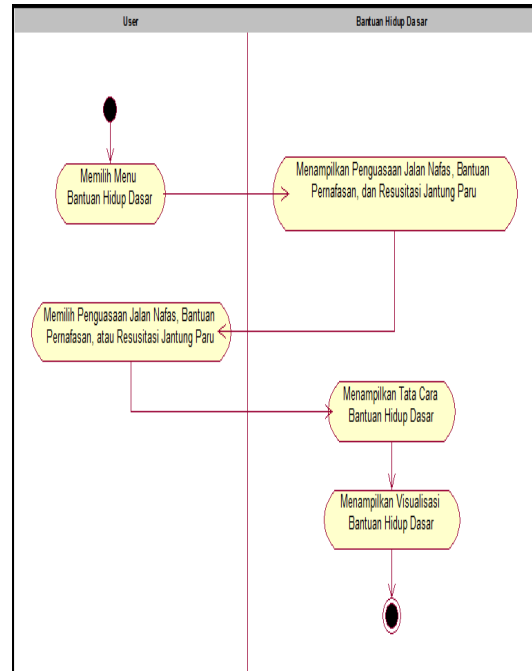 User
Bantuan Hidup Dasar
Memilih Menu
Bantuan Hidup Dasar
Menampilkan Penguasaan Jalan Nafas, Bantuan
Pernafasan, dan Resusitasi Jantung Paru
Memilih Penguasaan Jalan Nafas, Bantuan
Pernafasan, atau Resusitasi Jantung Paru
Menampilkan Tata Cara
Bantuan Hidup Dasar
Menampilkan Visualisasi
Bantuan Hidup Dasar